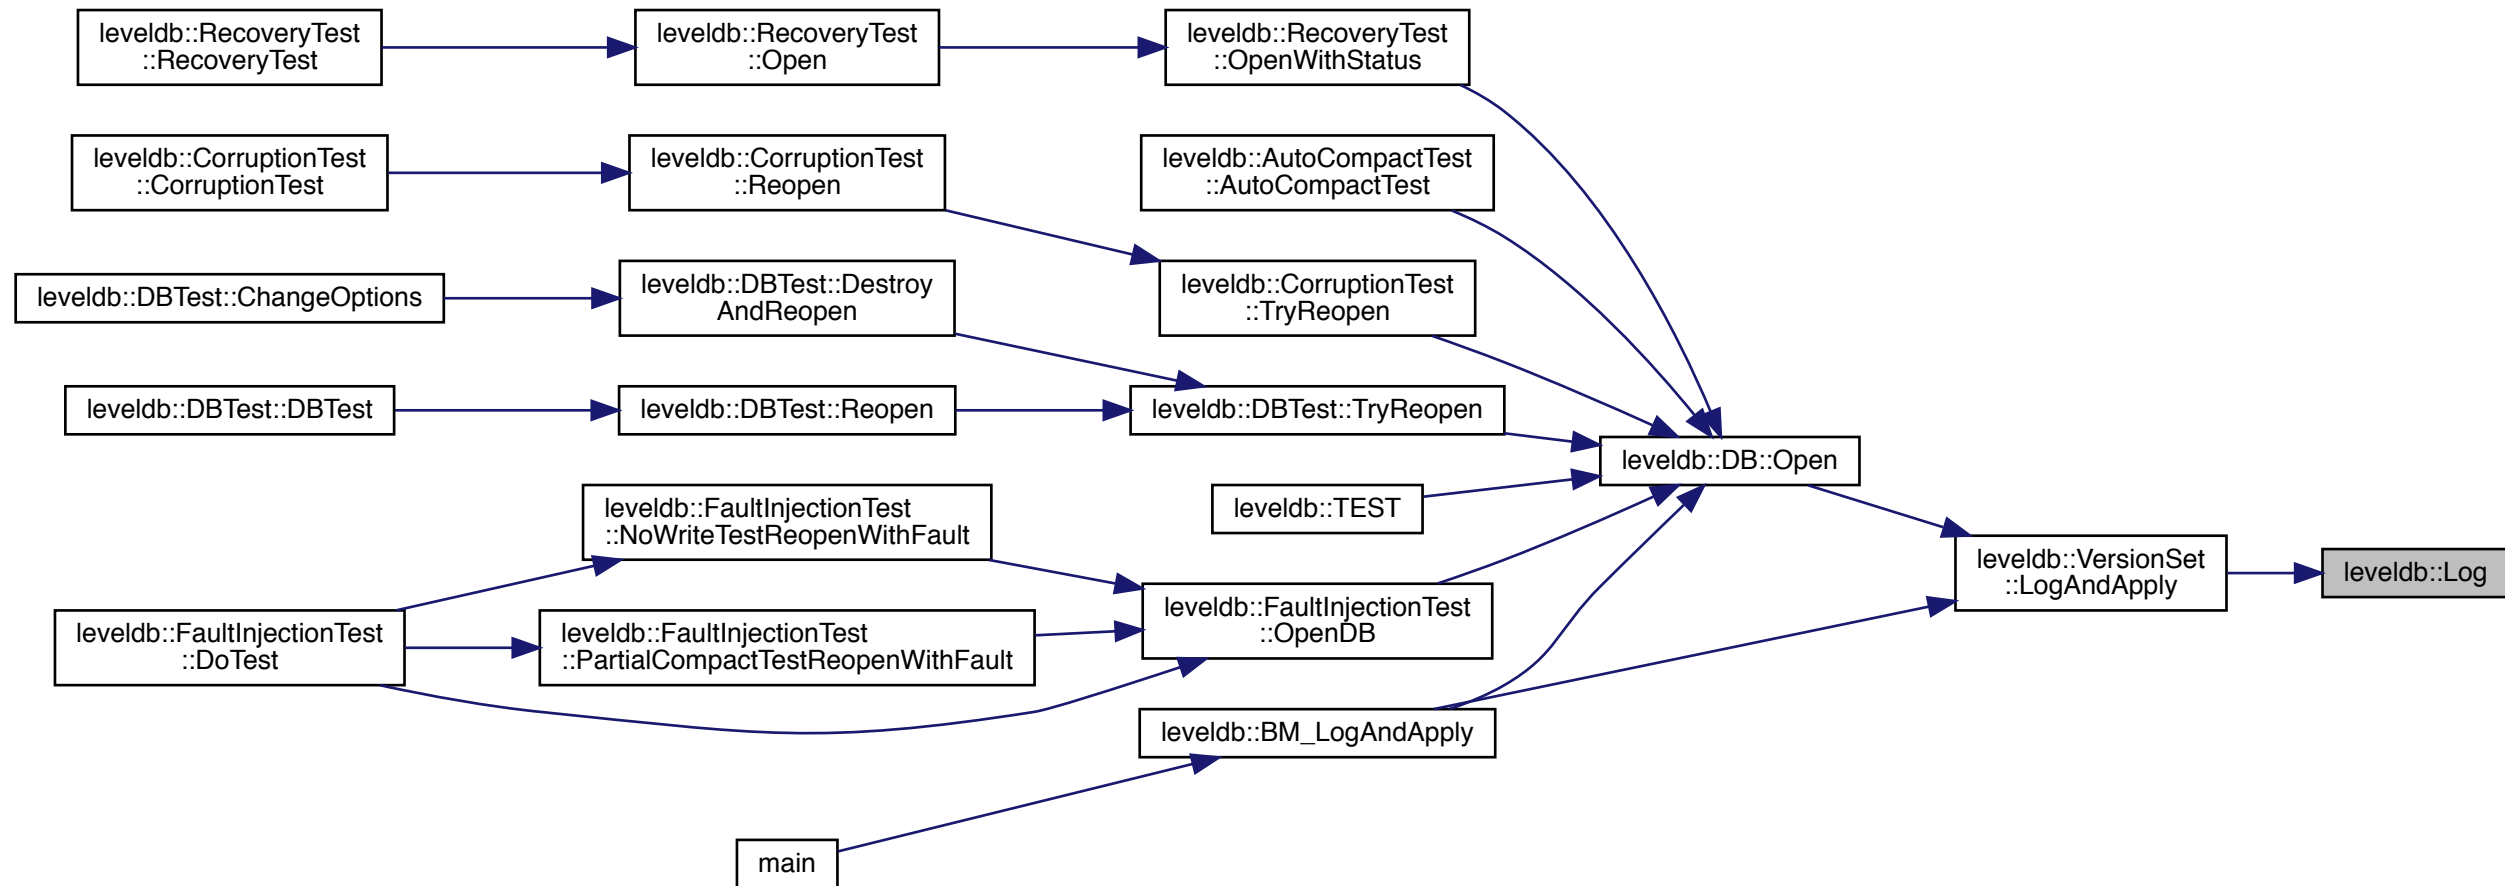 leveldb::RecoveryTest
::RecoveryTest
leveldb::RecoveryTest
::Open
leveldb::RecoveryTest
::OpenWithStatus
leveldb::CorruptionTest
::CorruptionTest
leveldb::CorruptionTest
::Reopen
leveldb::AutoCompactTest
::AutoCompactTest
leveldb::DBTest::ChangeOptions
leveldb::DBTest::Destroy
AndReopen
leveldb::CorruptionTest
::TryReopen
leveldb::DBTest::DBTest
leveldb::DBTest::Reopen
leveldb::DBTest::TryReopen
leveldb::DB::Open
leveldb::FaultInjectionTest
::NoWriteTestReopenWithFault
leveldb::TEST
leveldb::VersionSet
::LogAndApply
leveldb::Log
leveldb::FaultInjectionTest
::DoTest
leveldb::FaultInjectionTest
::PartialCompactTestReopenWithFault
leveldb::FaultInjectionTest
::OpenDB
leveldb::BM_LogAndApply
main